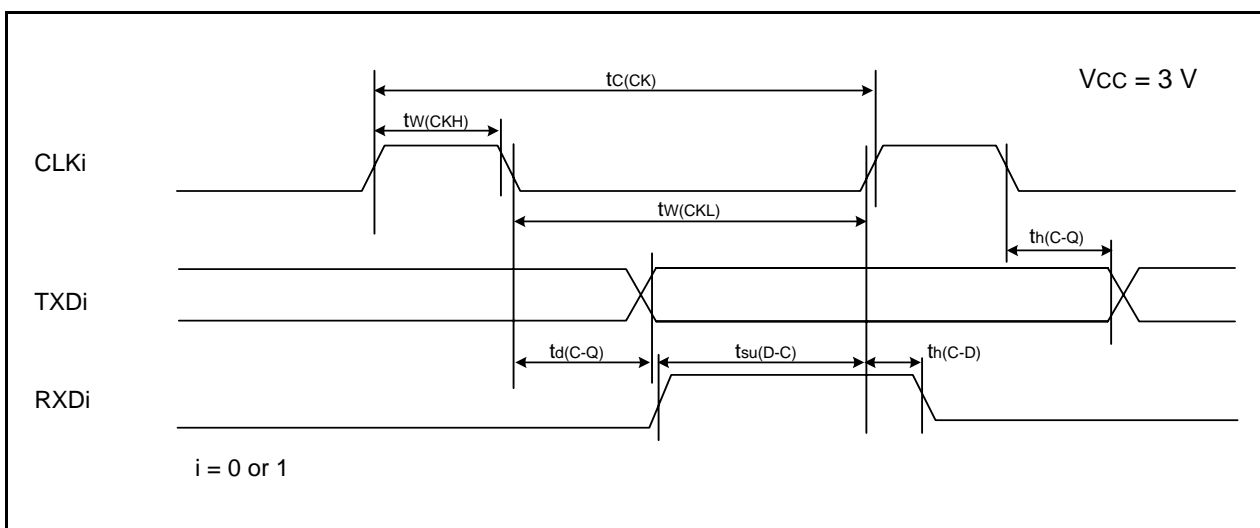 tC(CK)
VCC = 3 V
tW(CKH)
CLKi
tW(CKL)
th(C-Q)
TXDi
td(C-Q)
tsu(D-C)
th(C-D)
RXDi
i = 0 or 1